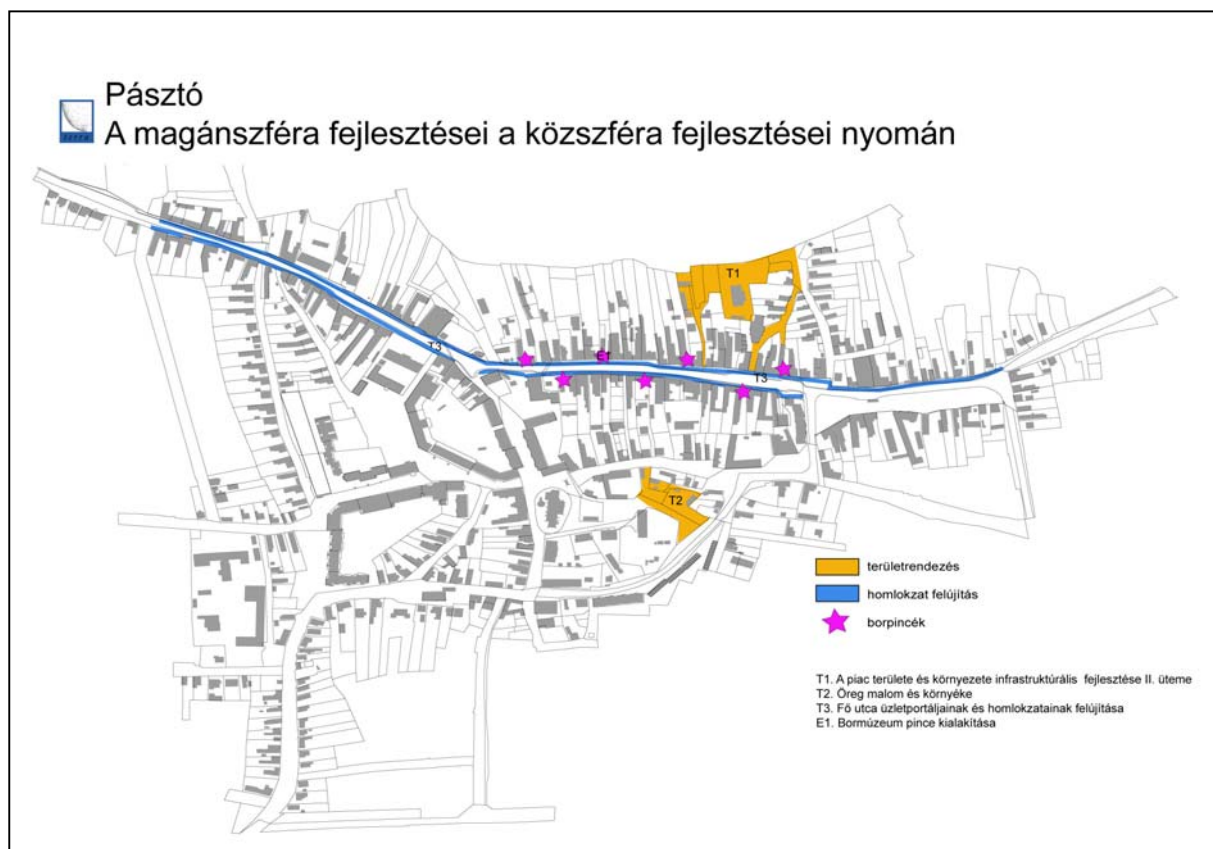 Pásztó
A magánszféra fejlesztései a közszféra fejlesztései nyomán
T1
T3
E1
T3
T2
területrendezés
homlokzat felújítás
borpincék
T1. A piac területe és környezete infrastruktúrális fejlesztése II. üteme
T2. Öreg malom és környéke
T3. Fő utca üzletportáljainak és homlokzatainak felújítása
E1. Bormúzeum pince kialakítása